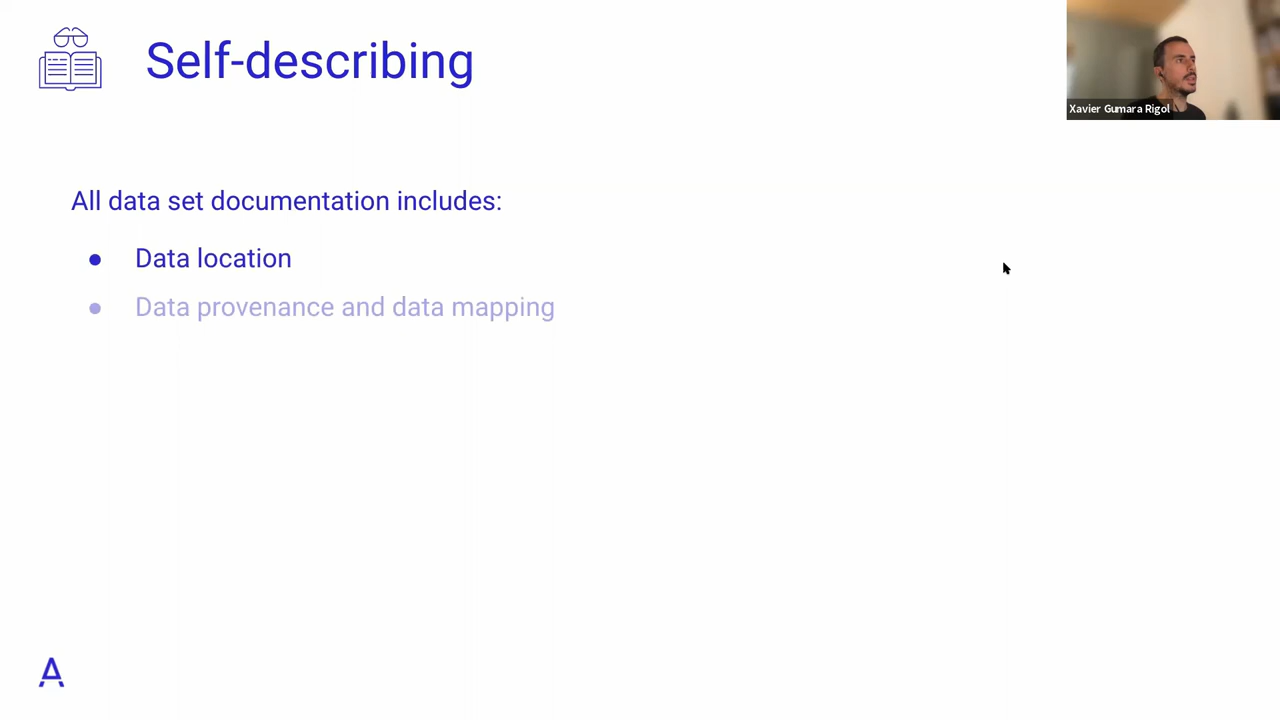 Self-describing
Xavier Gumara Rigol
All data set documentation includes:
● Data location
● Data provenance and data mapping
A